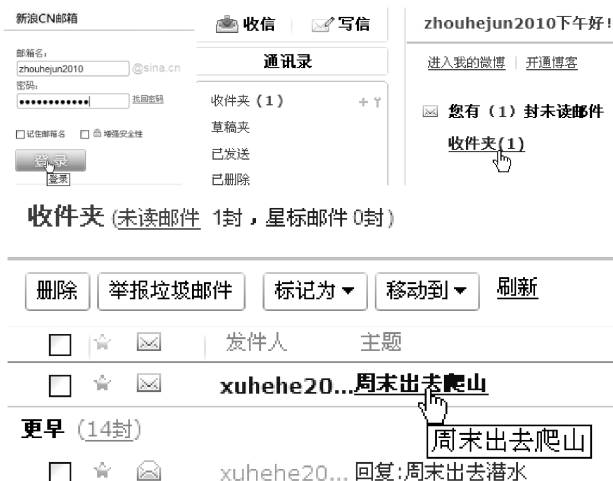 新浪CN邮箱
邮箱名:
zhouhejun2010 @sina.cn
密码:
●●●●●●●●●●●● 找回密码
记住邮箱名 增强安全性
登录
登录
收信 写信
通讯录
收件夹(1)
草稿夹
已发送
已删除
zhouhejun2010下午好!
进入我的微博 | 开通博客
您有(1)封未读邮件
收件夹(1)
收件夹(未读邮件 1封,星标邮件 0封)
删除 举报垃圾邮件 标记为▼ 移动到▼ 刷新
发件人 主题
xuhehe20...周末出去爬山
周末出去爬山
更早(14封)
xuhehe20... 回复:周末出去潜水